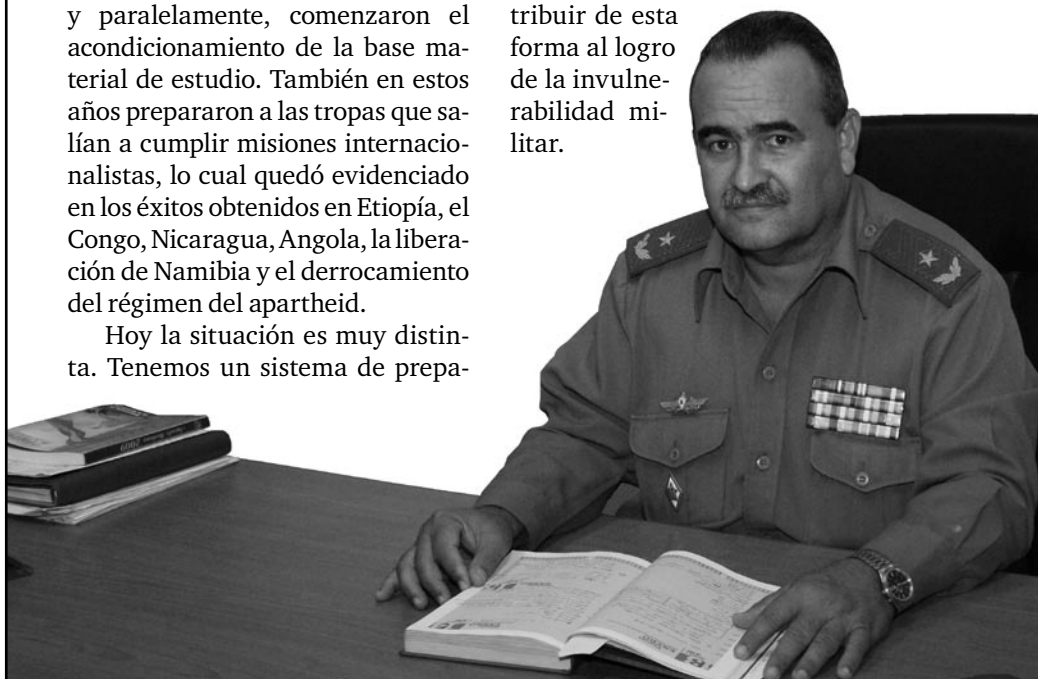 y paralelamente, comenzaron el
acondicionamiento de la base ma-
terial de estudio. También en estos
años prepararon a las tropas que sa-
lían a cumplir misiones internacio-
nalistas, lo cual quedó evidenciado
en los éxitos obtenidos en Etiopía, el
Congo, Nicaragua, Angola, la libera-
ción de Namibia y el derrocamiento
del régimen del apartheid.
Hoy la situación es muy distin-
ta. Tenemos un sistema de prepa-
tribuir de esta
forma al logro
de la invulne-
rabilidad mi-
litar.
2009